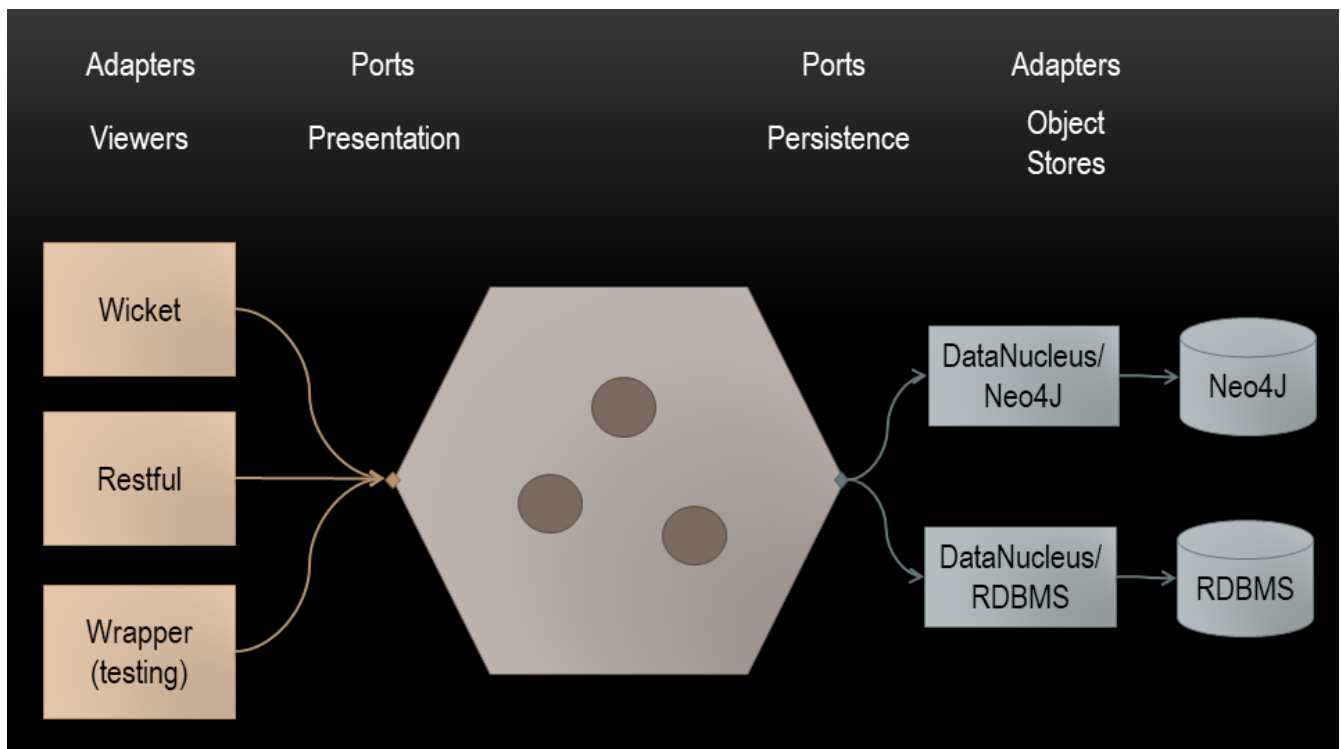 Adapters
Ports
Ports
Adapters
Viewers
Presentation
Persistence
Object
Stores
Wicket
Restful
Wrapper
(testing)
DataNucleus/
Neo4J
Neo4J
DataNucleus/
RDBMS
RDBMS